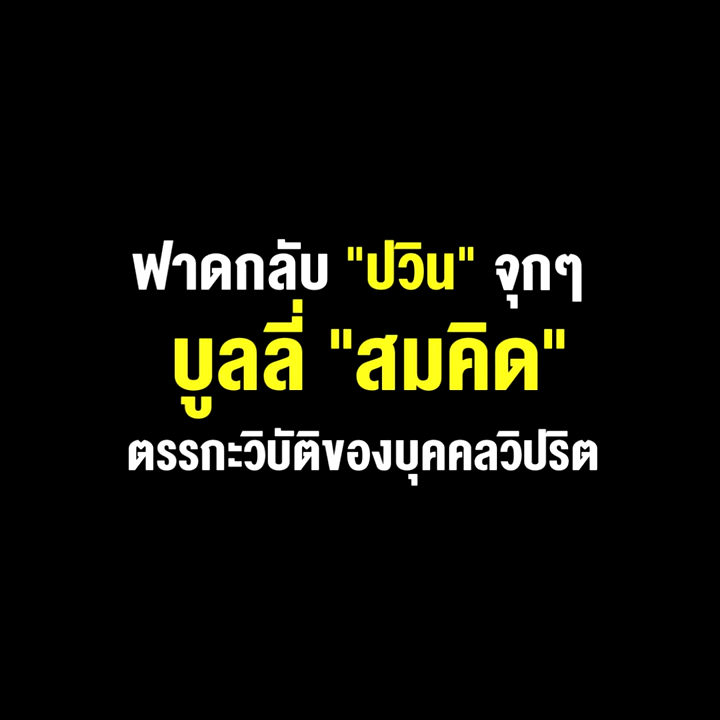 ฟาดกลับ "ปวิน" จุกๆ
บูลลี่ "สมคิด"
ตรรกะวิบัติของบุคคลวิปริต